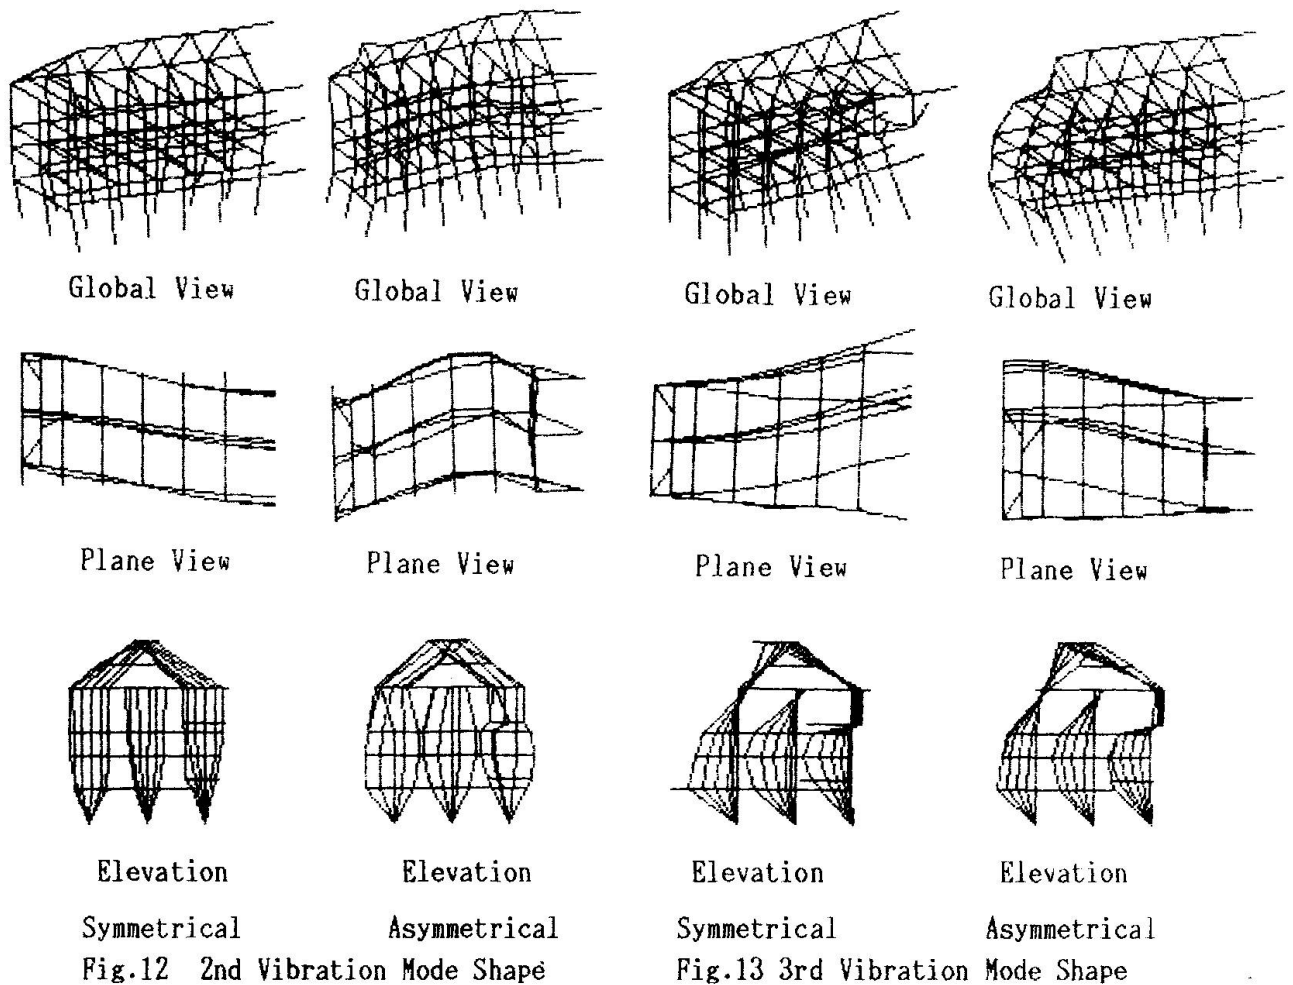 Global View Global View Global View Global View
Plane View Plane View Plane View Plane View
Elevation Elevation Elevation Elevation
Symmetrical Asymmetrical Symmetrical Asymmetrical
Fig.12 2nd Vibration Mode Shape Fig.13 3rd Vibration Mode Shape